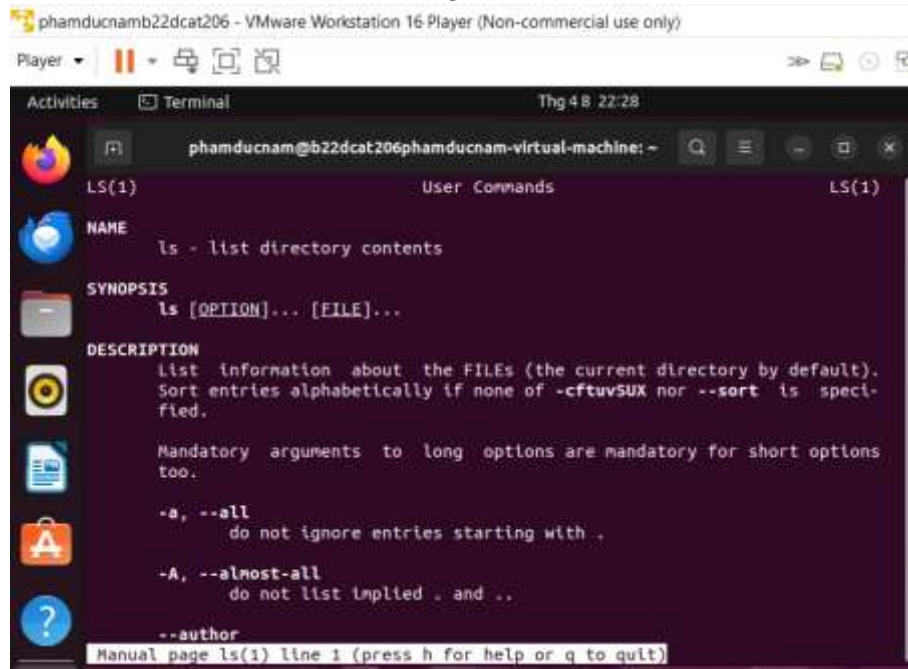 phamducnamb22dcat206 - VMware Workstation 16 Player (Non-commercial use only)
Player
Activities Terminal Thg 4 8 22:28
phamducnam@b22dcat206phamducnam-virtual-machine: ~
LS(1) User Commands LS(1)
NAME
ls - list directory contents
SYNOPSIS
ls [OPTION]... [FILE]...
DESCRIPTION
List information about the FILEs (the current directory by default).
Sort entries alphabetically if none of -cftuvSUX nor --sort is speci-
fied.
Mandatory arguments to long options are mandatory for short options
too.
-a, --all
do not ignore entries starting with .
-A, --almost-all
do not list implied . and ..
--author
Manual page ls(1) line 1 (press h for help or q to quit)